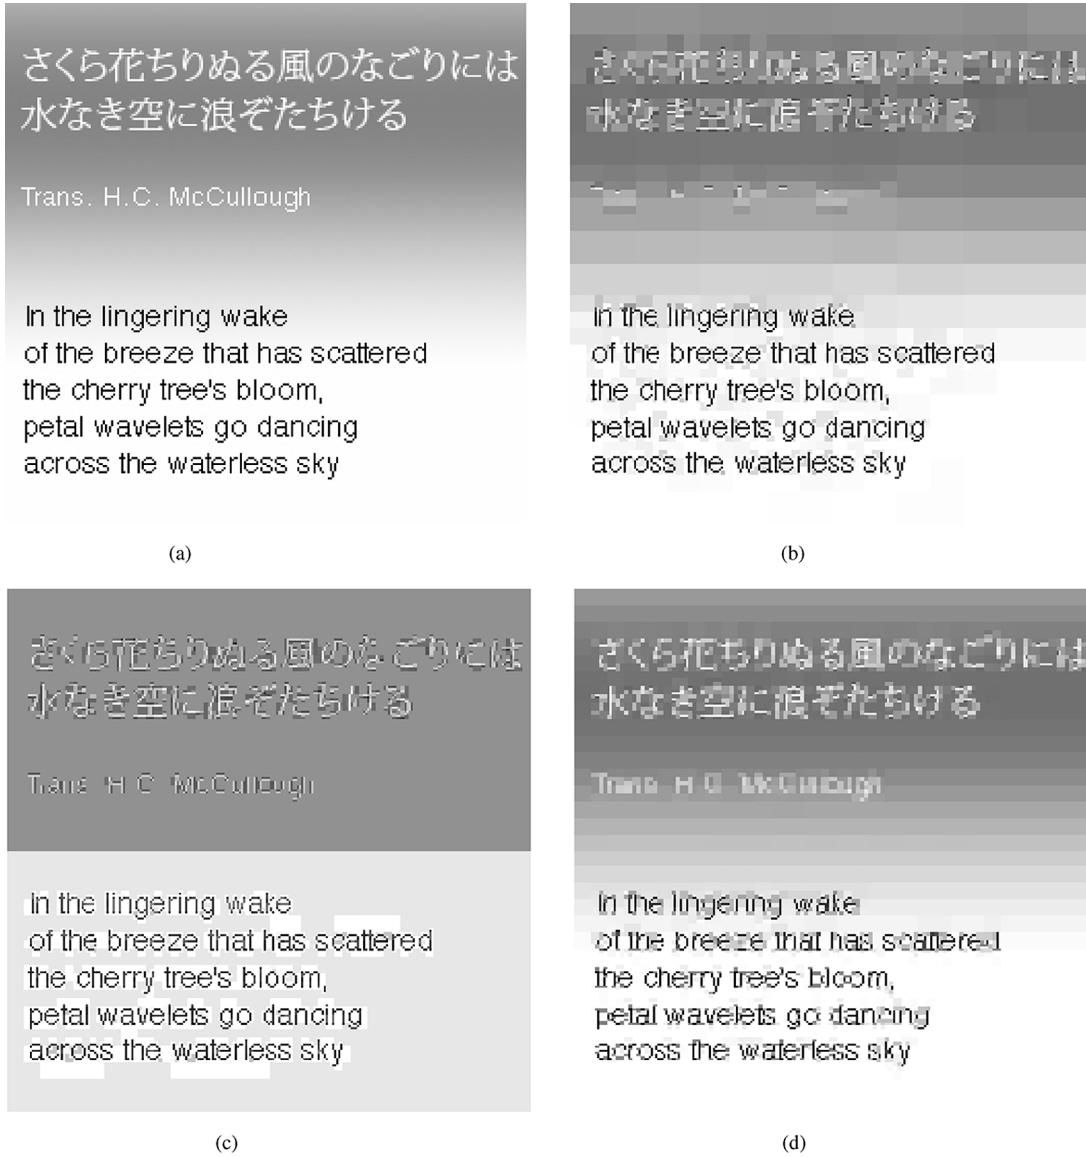 さくら花ちりぬる風のなごりには
水なき空に浪ぞたちける
Trans. H.C. McCullough
In the lingering wake
of the breeze that has scattered
the cherry tree's bloom,
petal wavelets go dancing
across the waterless sky
(a)
さくら花ちりぬる風のなごりには
水なき空に浪ぞたちける
In the lingering wake
of the breeze that has scattered
the cherry tree's bloom,
petal wavelets go dancing
across the waterless sky
(b)
さくら花ちりぬる風のなごりには
水なき空に浪ぞたちける
Trans H C McCullough
In the lingering wake
of the breeze that has scattered
the cherry tree's bloom,
petal wavelets go dancing
across the waterless sky
(c)
さくら花ちりぬる風のなごりには
水なき空に浪ぞたちける
Trans H C McCullough
In the lingering wake
of the breeze that has scattered
the cherry tree's bloom,
petal wavelets go dancing
across the waterless sky
(d)